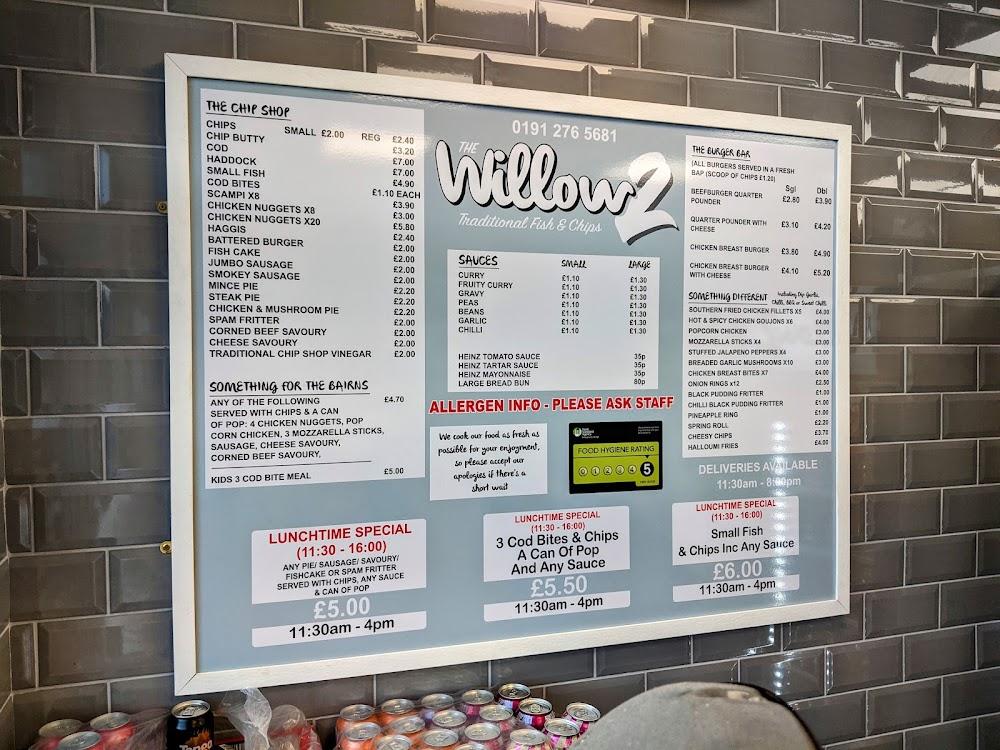 THE CHIP SHOP
CHIPS SMALL £2.00 REG £2.40
CHIP BUTTY £3.20
COD £7.00
HADDOCK £7.00
SMALL FISH £4.90
COD BITES £1.10 EACH
SCAMPI X8 £3.90
CHICKEN NUGGETS X8 £3.00
CHICKEN NUGGETS X20 £5.80
HAGGIS £2.40
BATTERED BURGER £2.00
FISH CAKE £2.00
JUMBO SAUSAGE £2.00
SMOKEY SAUSAGE £2.00
MINCE PIE £2.20
STEAK PIE £2.20
CHICKEN & MUSHROOM PIE £2.20
SPAM FRITTER £2.00
CORNED BEEF SAVOURY £2.00
CHEESE SAVOURY £2.00
TRADITIONAL CHIP SHOP VINEGAR £2.00
SOMETHING FOR THE BAIRNS
ANY OF THE FOLLOWING £4.70
SERVED WITH CHIPS & A CAN
OF POP: 4 CHICKEN NUGGETS, POP
CORN CHICKEN, 3 MOZZARELLA STICKS,
SAUSAGE, CHEESE SAVOURY,
CORNED BEEF SAVOURY,
KIDS 3 COD BITE MEAL £5.00
0191 276 5681
THE
Willow 2
Traditional Fish & Chips
SAUCES SMALL LARGE
CURRY £1.10 £1.30
FRUITY CURRY £1.10 £1.30
GRAVY £1.10 £1.30
PEAS £1.10 £1.30
BEANS £1.10 £1.30
GARLIC £1.10 £1.30
CHILLI £1.10 £1.30
HEINZ TOMATO SAUCE 35p
HEINZ TARTAR SAUCE 35p
HEINZ MAYONNAISE 35p
LARGE BREAD BUN 80p
ALLERGEN INFO - PLEASE ASK STAFF
We cook our food as fresh as
possible for your enjoyment,
so please accept our
apologies if there's a
short wait
FOOD HYGIENE RATING
0 1 2 3 4 5
THE BURGER BAR
(ALL BURGERS SERVED IN A FRESH
BAP (SCOOP OF CHIPS £1.20)
Sgl Dbl
BEEFBURGER QUARTER £2.80 £3.90
POUNDER
QUARTER POUNDER WITH £3.10 £4.20
CHEESE
CHICKEN BREAST BURGER £3.80 £4.90
CHICKEN BREAST BURGER £4.10 £5.20
WITH CHEESE
SOMETHING DIFFERENT Including Dip Garlic,
Chilli, BBQ or Sweet Chilli
SOUTHERN FRIED CHICKEN FILLETS X5 £4.00
HOT & SPICY CHICKEN GOUJONS X6 £4.00
POPCORN CHICKEN £3.00
MOZZARELLA STICKS X4 £3.00
STUFFED JALAPENO PEPPERS X4 £3.00
BREADED GARLIC MUSHROOMS X10 £3.00
CHICKEN BREAST BITES X7 £4.00
ONION RINGS x12 £2.50
BLACK PUDDING FRITTER £1.00
CHILLI BLACK PUDDING FRITTER £1.00
PINEAPPLE RING £1.00
SPRING ROLL £2.20
CHEESY CHIPS £3.70
HALLOUMI FRIES £4.00
DELIVERIES AVAILABLE
11:30am -
LUNCHTIME SPECIAL
(11:30 - 16:00)
ANY PIE/ SAUSAGE/ SAVOURY/
FISHCAKE OR SPAM FRITTER
SERVED WITH CHIPS, ANY SAUCE
& CAN OF POP
£5.00
11:30am - 4pm
LUNCHTIME SPECIAL
(11:30 - 16:00)
3 Cod Bites & Chips
A Can Of Pop
And Any Sauce
£5.50
11:30am - 4pm
LUNCHTIME SPECIAL
(11:30 - 16:00)
Small Fish
& Chips Inc Any Sauce
£6.00
11:30am - 4pm